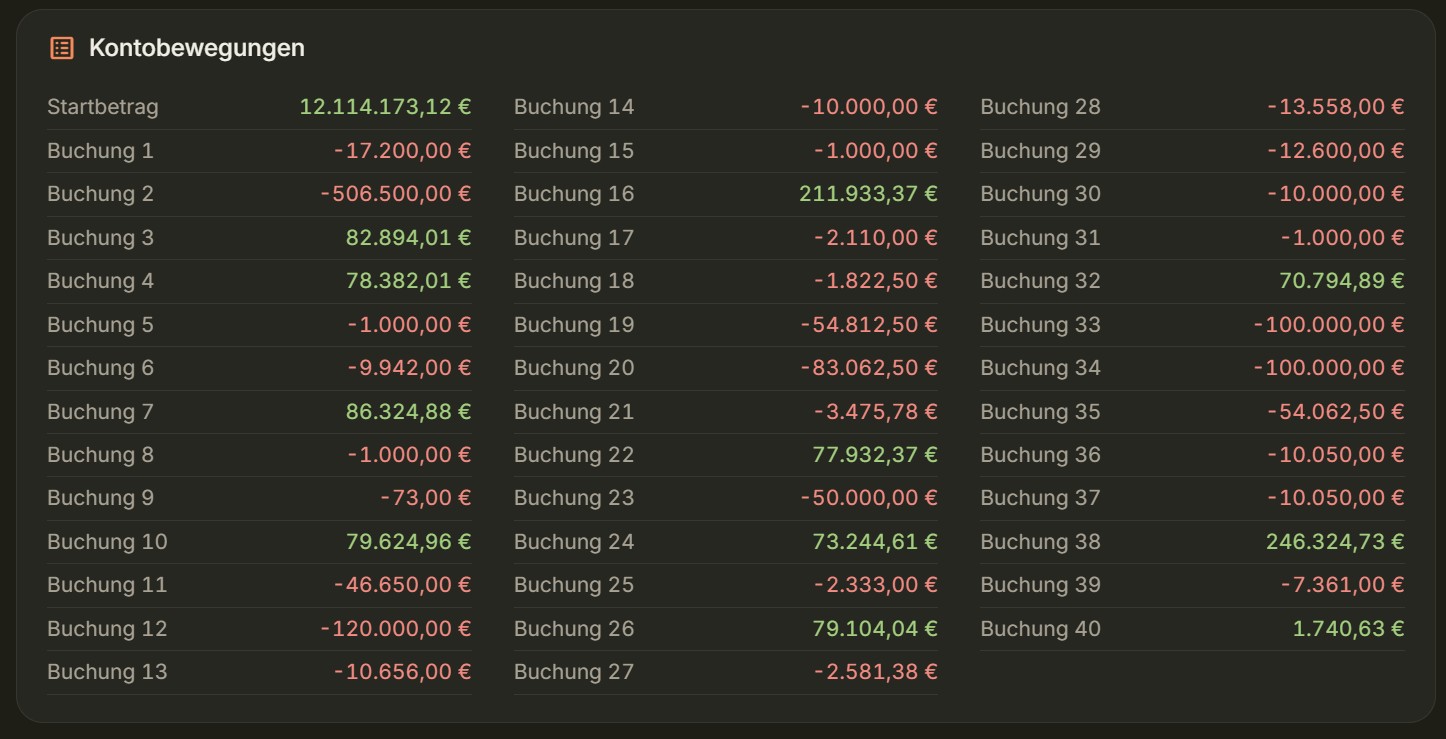 Kontobewegungen
Startbetrag 12.114.173,12 €
Buchung 1 -17.200,00 €
Buchung 2 -506.500,00 €
Buchung 3 82.894,01 €
Buchung 4 78.382,01 €
Buchung 5 -1.000,00 €
Buchung 6 -9.942,00 €
Buchung 7 86.324,88 €
Buchung 8 -1.000,00 €
Buchung 9 -73,00 €
Buchung 10 79.624,96 €
Buchung 11 -46.650,00 €
Buchung 12 -120.000,00 €
Buchung 13 -10.656,00 €
Buchung 14 -10.000,00 €
Buchung 15 -1.000,00 €
Buchung 16 211.933,37 €
Buchung 17 -2.110,00 €
Buchung 18 -1.822,50 €
Buchung 19 -54.812,50 €
Buchung 20 -83.062,50 €
Buchung 21 -3.475,78 €
Buchung 22 77.932,37 €
Buchung 23 -50.000,00 €
Buchung 24 73.244,61 €
Buchung 25 -2.333,00 €
Buchung 26 79.104,04 €
Buchung 27 -2.581,38 €
Buchung 28 -13.558,00 €
Buchung 29 -12.600,00 €
Buchung 30 -10.000,00 €
Buchung 31 -1.000,00 €
Buchung 32 70.794,89 €
Buchung 33 -100.000,00 €
Buchung 34 -100.000,00 €
Buchung 35 -54.062,50 €
Buchung 36 -10.050,00 €
Buchung 37 -10.050,00 €
Buchung 38 246.324,73 €
Buchung 39 -7.361,00 €
Buchung 40 1.740,63 €